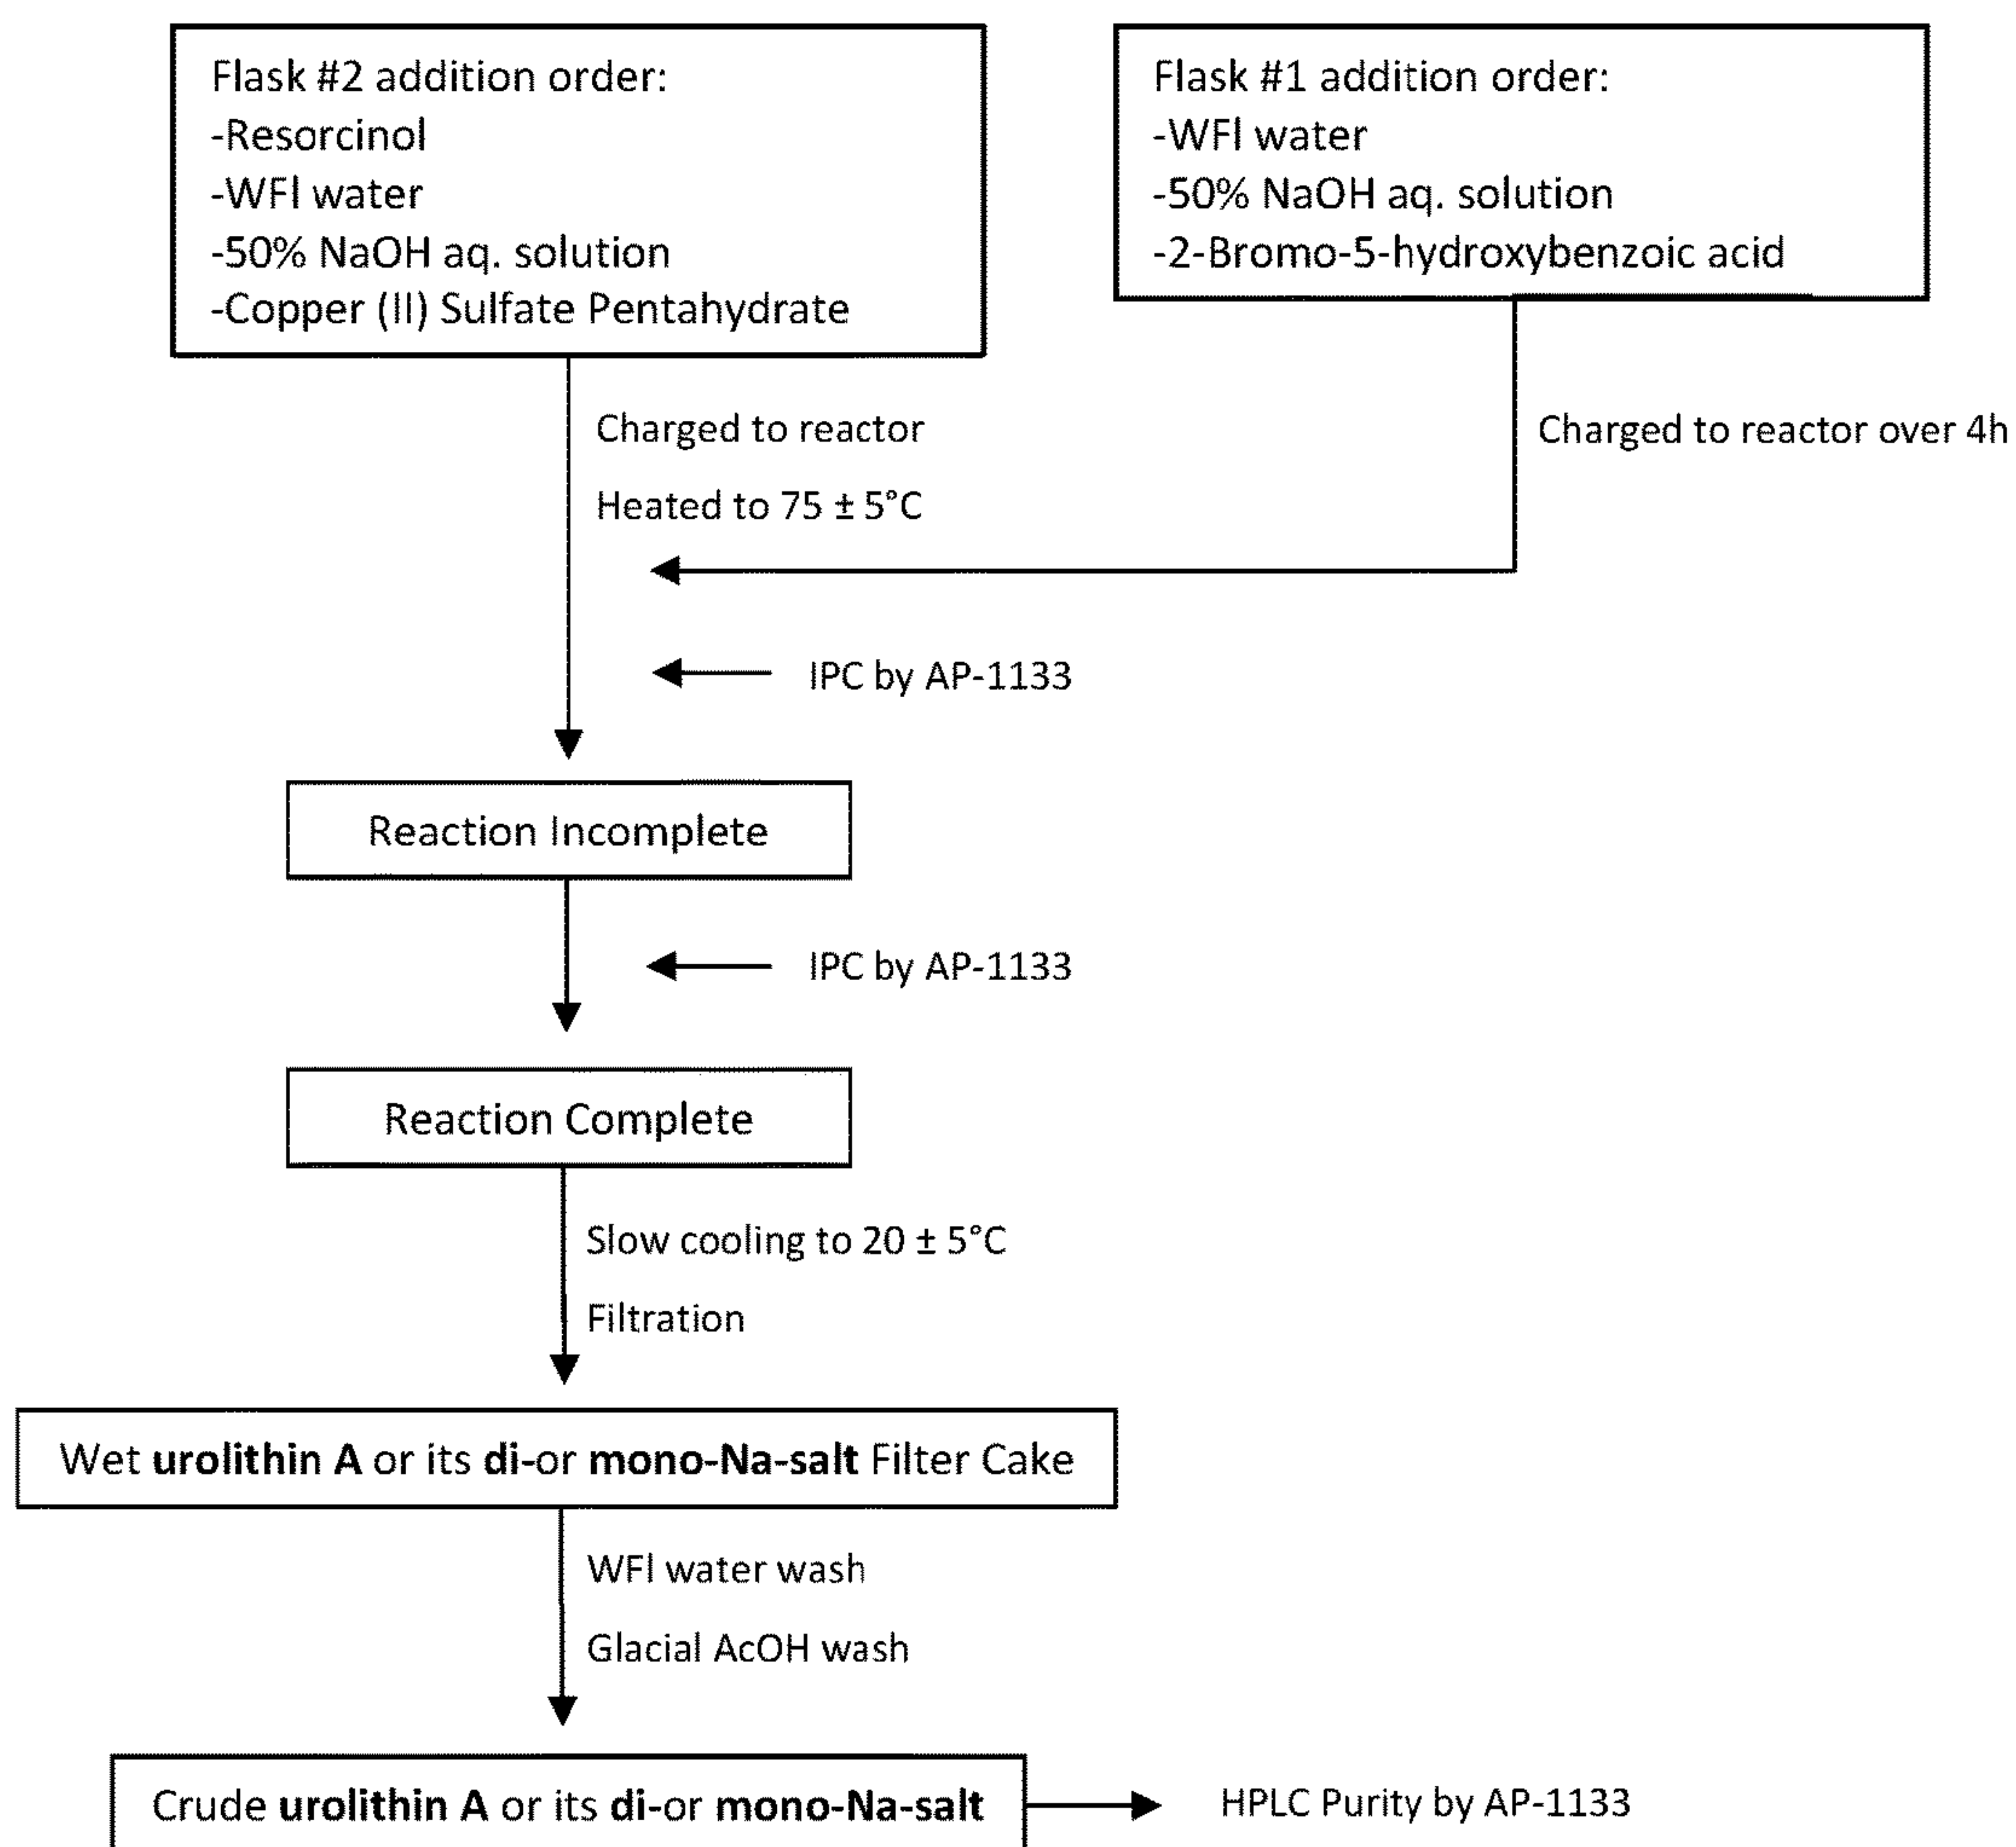 Flask #2 addition order:
-Resorcinol
-WFI water
-50% NaOH aq. solution
-Copper (II) Sulfate Pentahydrate
Flask #1 addition order:
-WFI water
-50% NaOH aq. solution
-2-Bromo-5-hydroxybenzoic acid
Charged to reactor
Heated to 75 ± 5°C
Charged to reactor over 4h
IPC by AP-1133
Reaction Incomplete
IPC by AP-1133
Reaction Complete
Slow cooling to 20 ± 5°C
Filtration
Wet urolithin A or its di-or mono-Na-salt Filter Cake
WFI water wash
Glacial AcOH wash
Crude urolithin A or its di-or mono-Na-salt
HPLC Purity by AP-1133